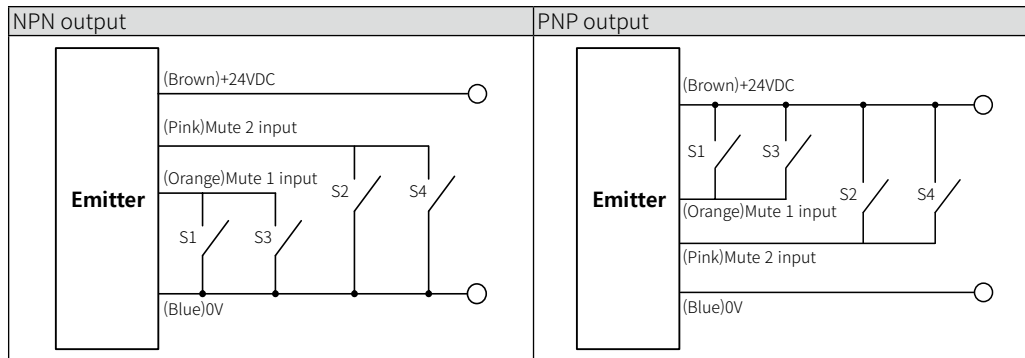 NPN output
(Brown)+24VDC
(Pink)Mute 2 input
(Orange)Mute 1 input
S2
S4
Emitter
S1
S3
(Blue)0V
PNP output
(Brown)+24VDC
S1
S3
Emitter
S2
S4
(Orange)Mute 1 input
(Pink)Mute 2 input
(Blue)0V